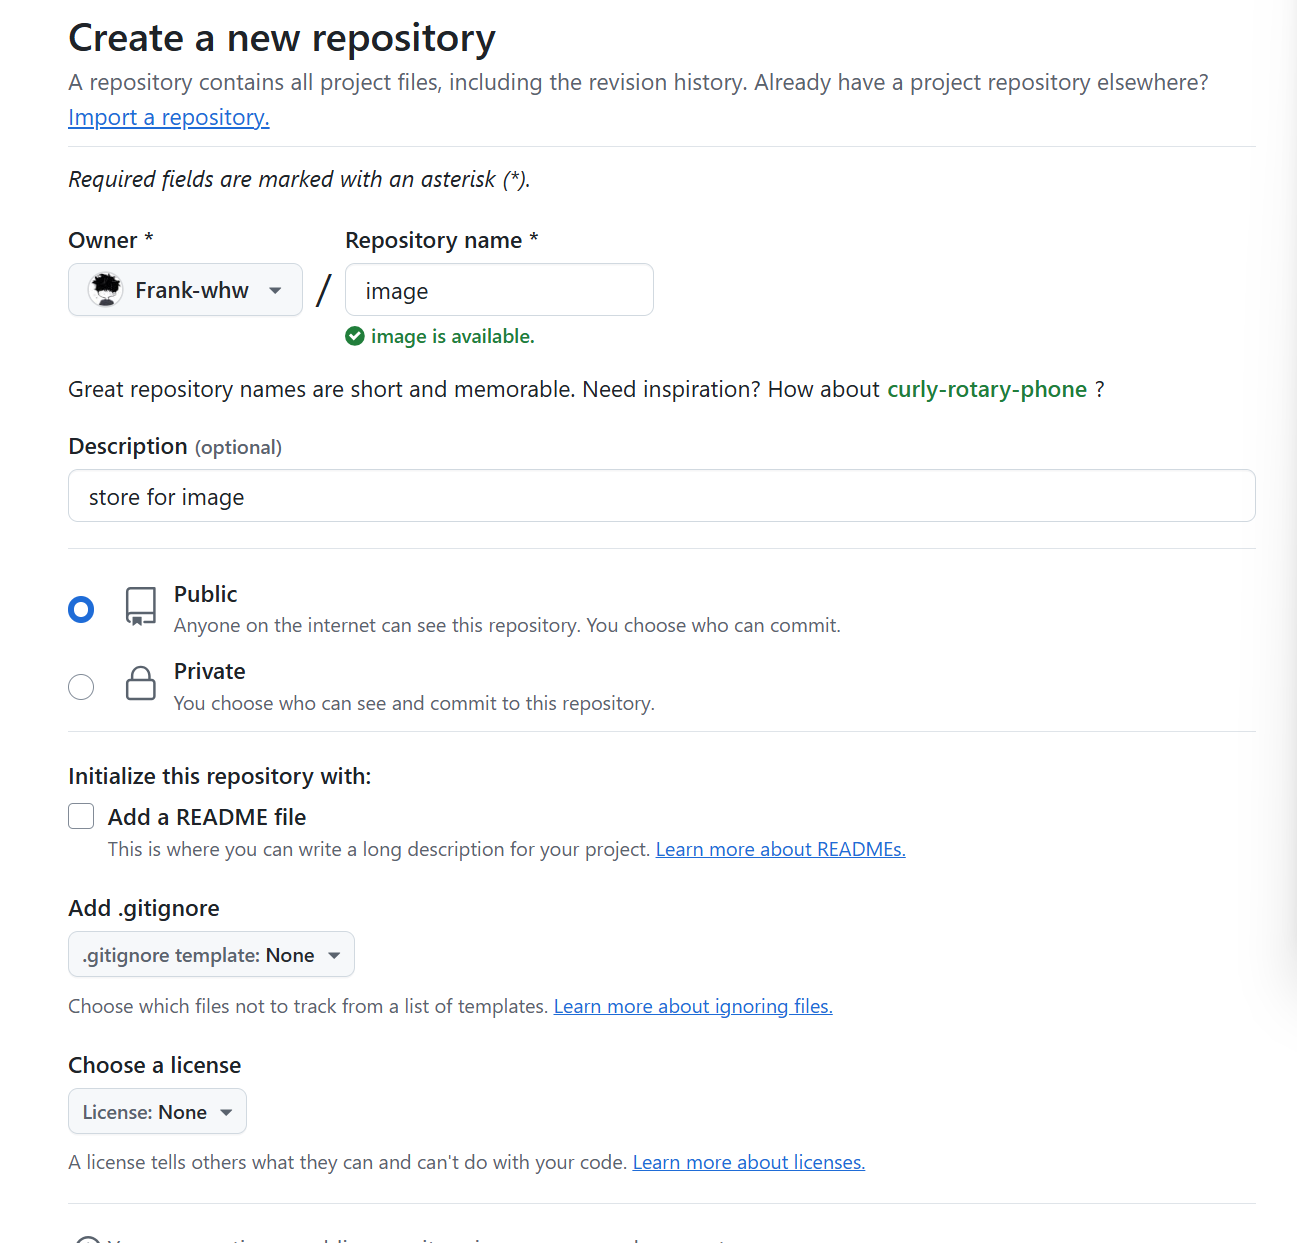 Create a new repository
A repository contains all project files, including the revision history. Already have a project repository elsewhere?
Import a repository.
Required fields are marked with an asterisk (*).
Owner *
Repository name *
Frank-whw
/
image
image is available.
Great repository names are short and memorable. Need inspiration? How about curly-rotary-phone ?
Description (optional)
store for image
Public
Anyone on the internet can see this repository. You choose who can commit.
Private
You choose who can see and commit to this repository.
Initialize this repository with:
Add a README file
This is where you can write a long description for your project. Learn more about READMEs.
Add .gitignore
.gitignore template: None
Choose which files not to track from a list of templates. Learn more about ignoring files.
Choose a license
License: None
A license tells others what they can and can't do with your code. Learn more about licenses.